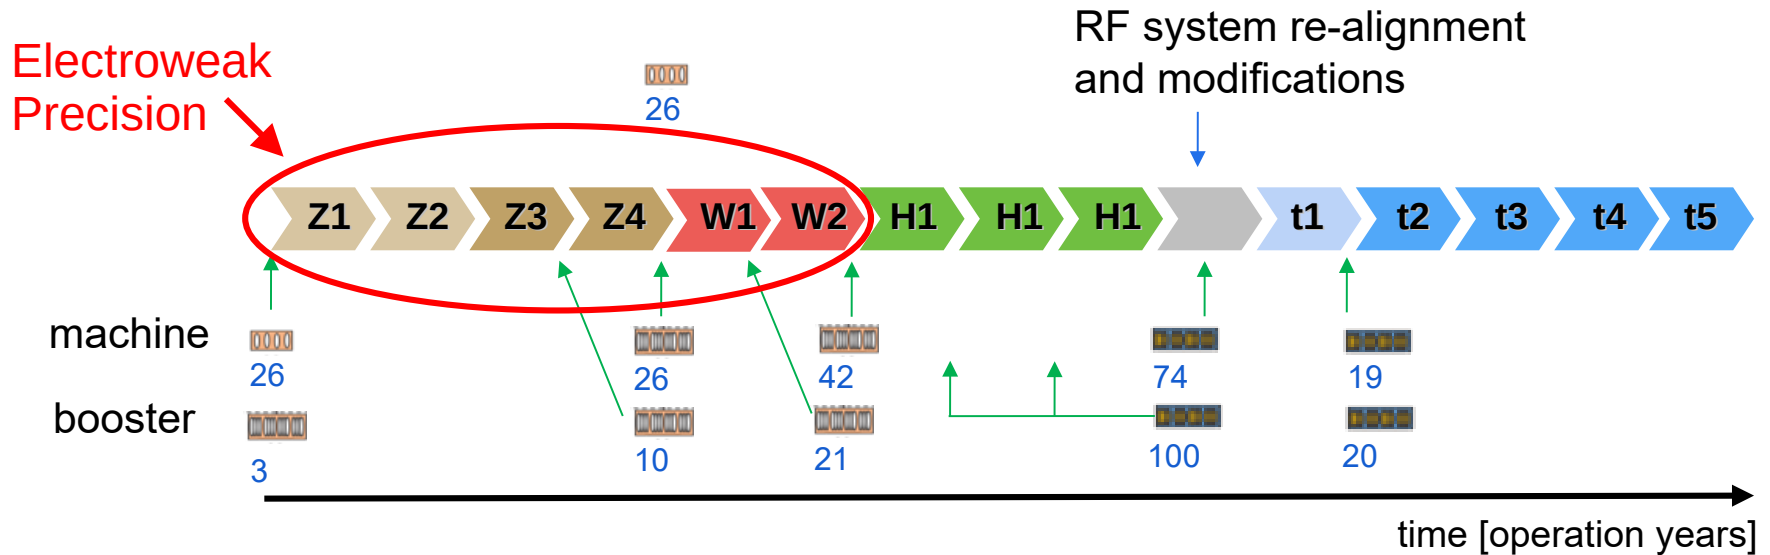 RF system re-alignment
and modifications
Electroweak
Precision
26
Z1 Z2 Z3 Z4 W1 W2 H1 H1 H1 t1 t2 t3 t4 t5
machine
26 26 42 74 19
booster
3 10 21 100 20
time [operation years]